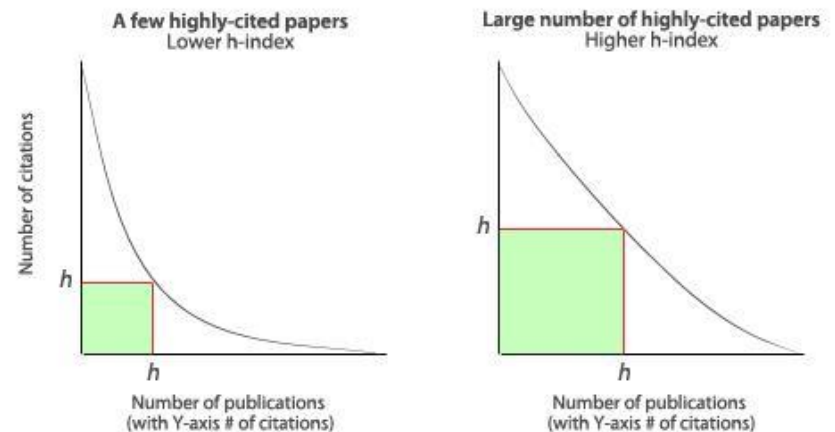 A few highly-cited papers
Lower h-index
Number of citations
h
h
Number of publications
(with Y-axis # of citations)
Large number of highly-cited papers
Higher h-index
h
h
Number of publications
(with Y-axis # of citations)